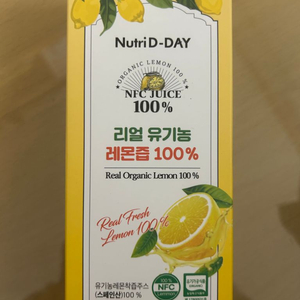 Nutri D-DAY
ORGANIC LEMON 100 %
NFC JUICE
100%
리얼 유기농
레몬즙 100%
Real Organic Lemon 100%
Real Fresh
Lemon 100%
유기농레몬착즙주스
(스페인산)100 %
NFC